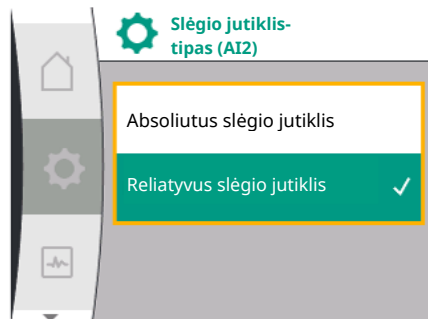 Slėgio jutiklis-
tipas (AI2)
Absoliutus slėgio jutiklis
Reliatyvus slėgio jutiklis